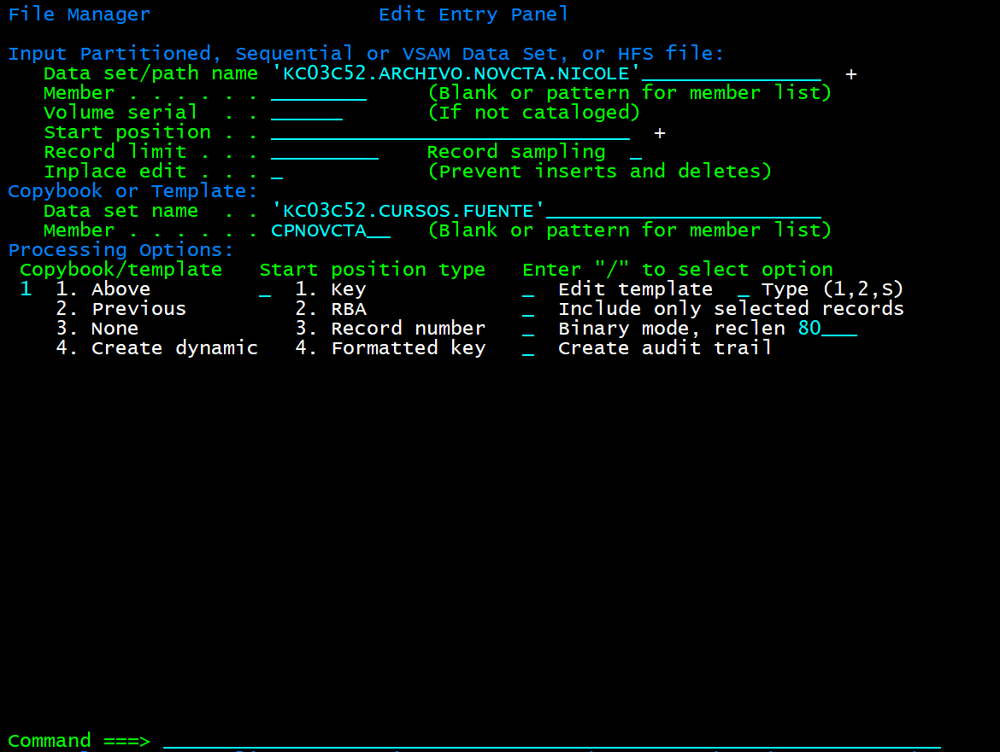 File Manager Edit Entry Panel
Input Partitioned, Sequential or VSAM Data Set, or HFS file:
Data set/path name 'KC03C52.ARCHIVO.NOVCTA.NICOLE'_______________ +
Member . . . . . . ________ (Blank or pattern for member list)
Volume serial . . ______ (If not cataloged)
Start position . . ______________________________ +
Record limit . . . _________ Record sampling _
Inplace edit . . . _ (Prevent inserts and deletes)
Copybook or Template:
Data set name . . 'KC03C52.CURSOS.FUENTE'_______________________
Member . . . . . . CPNOVCTA__ (Blank or pattern for member list)
Processing Options:
Copybook/template Start position type Enter "/" to select option
1 1. Above _ 1. Key _ Edit template _ Type (1,2,S)
2. Previous 2. RBA _ Include only selected records
3. None 3. Record number _ Binary mode, reclen 80___
4. Create dynamic 4. Formatted key _ Create audit trail
Command ===> _________________________________________________________________